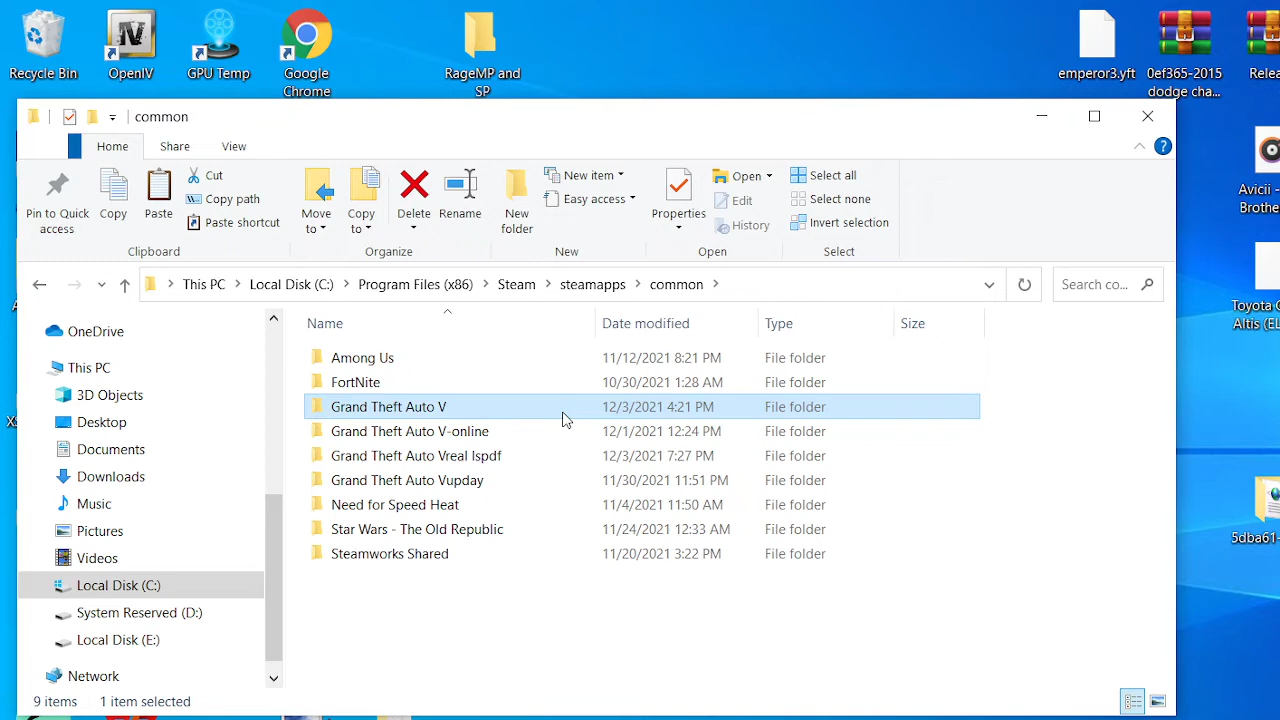 Recycle Bin
OpenIV
GPU Temp
Google
Chrome
RageMP and
SP
emperor3.yft
0ef365-2015
dodge cha...
common
Home Share View
Pin to Quick
access
Copy
Paste
Cut
Copy path
Paste shortcut
Clipboard
Move
to
Copy
to
Delete
Rename
Organize
New
folder
New item
Easy access
New
Properties
Open
Edit
History
Open
Select all
Select none
Invert selection
Select
This PC Local Disk (C:) Program Files (x86) Steam steamapps common
Search co...
OneDrive
This PC
3D Objects
Desktop
Documents
Downloads
Music
Pictures
Videos
Local Disk (C:)
System Reserved (D:)
Local Disk (E:)
Network
Name Date modified Type Size
Among Us 11/12/2021 8:21 PM File folder
FortNite 10/30/2021 1:28 AM File folder
Grand Theft Auto V 12/3/2021 4:21 PM File folder
Grand Theft Auto V-online 12/1/2021 12:24 PM File folder
Grand Theft Auto Vreal lspdf 12/3/2021 7:27 PM File folder
Grand Theft Auto Vupday 11/30/2021 11:51 PM File folder
Need for Speed Heat 11/4/2021 11:50 AM File folder
Star Wars - The Old Republic 11/24/2021 12:33 AM File folder
Steamworks Shared 11/20/2021 3:22 PM File folder
9 items 1 item selected
Avicii -
Toyota
Altis (EL
5dba61-